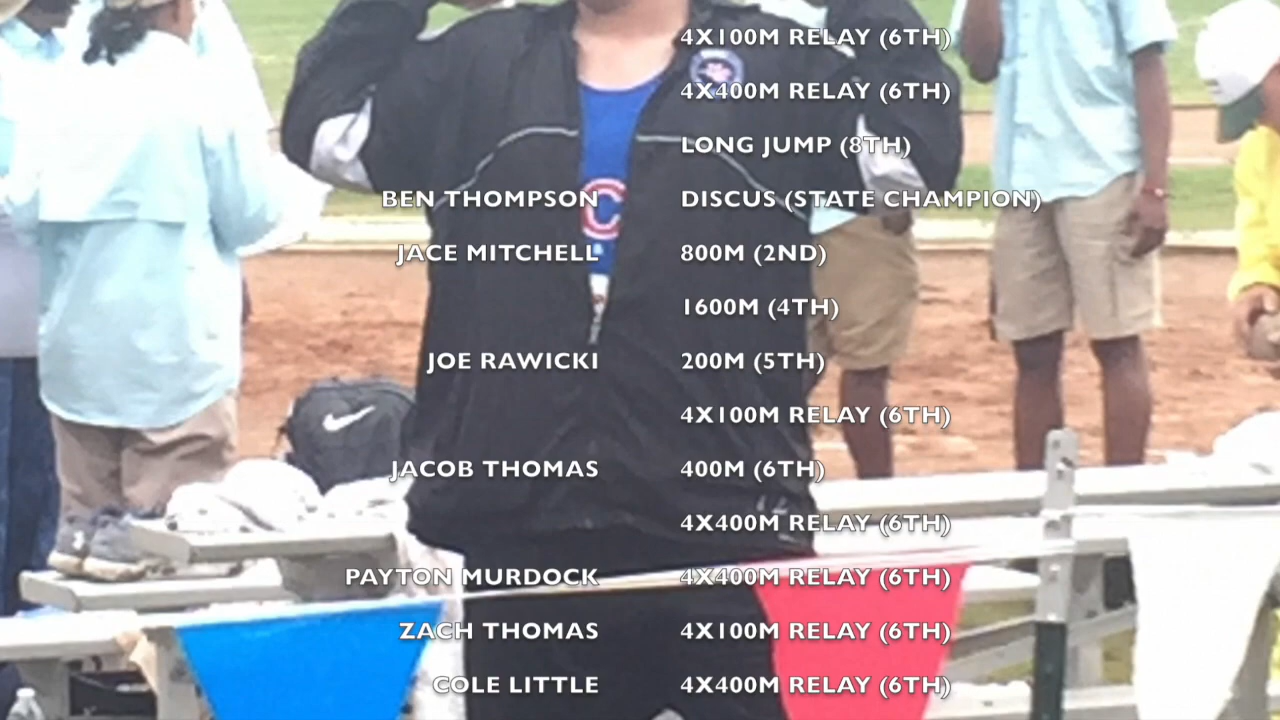 4X100M RELAY (6TH)
4X400M RELAY (6TH)
LONG JUMP (8TH)
BEN THOMPSON DISCUS (STATE CHAMPION)
JACE MITCHELL 800M (2ND)
1600M (4TH)
JOE RAWICKI 200M (5TH)
4X100M RELAY (6TH)
JACOB THOMAS 400M (6TH)
4X400M RELAY (6TH)
PAYTON MURDOCK 4X400M RELAY (6TH)
ZACH THOMAS 4X100M RELAY (6TH)
COLE LITTLE 4X400M RELAY (6TH)
C